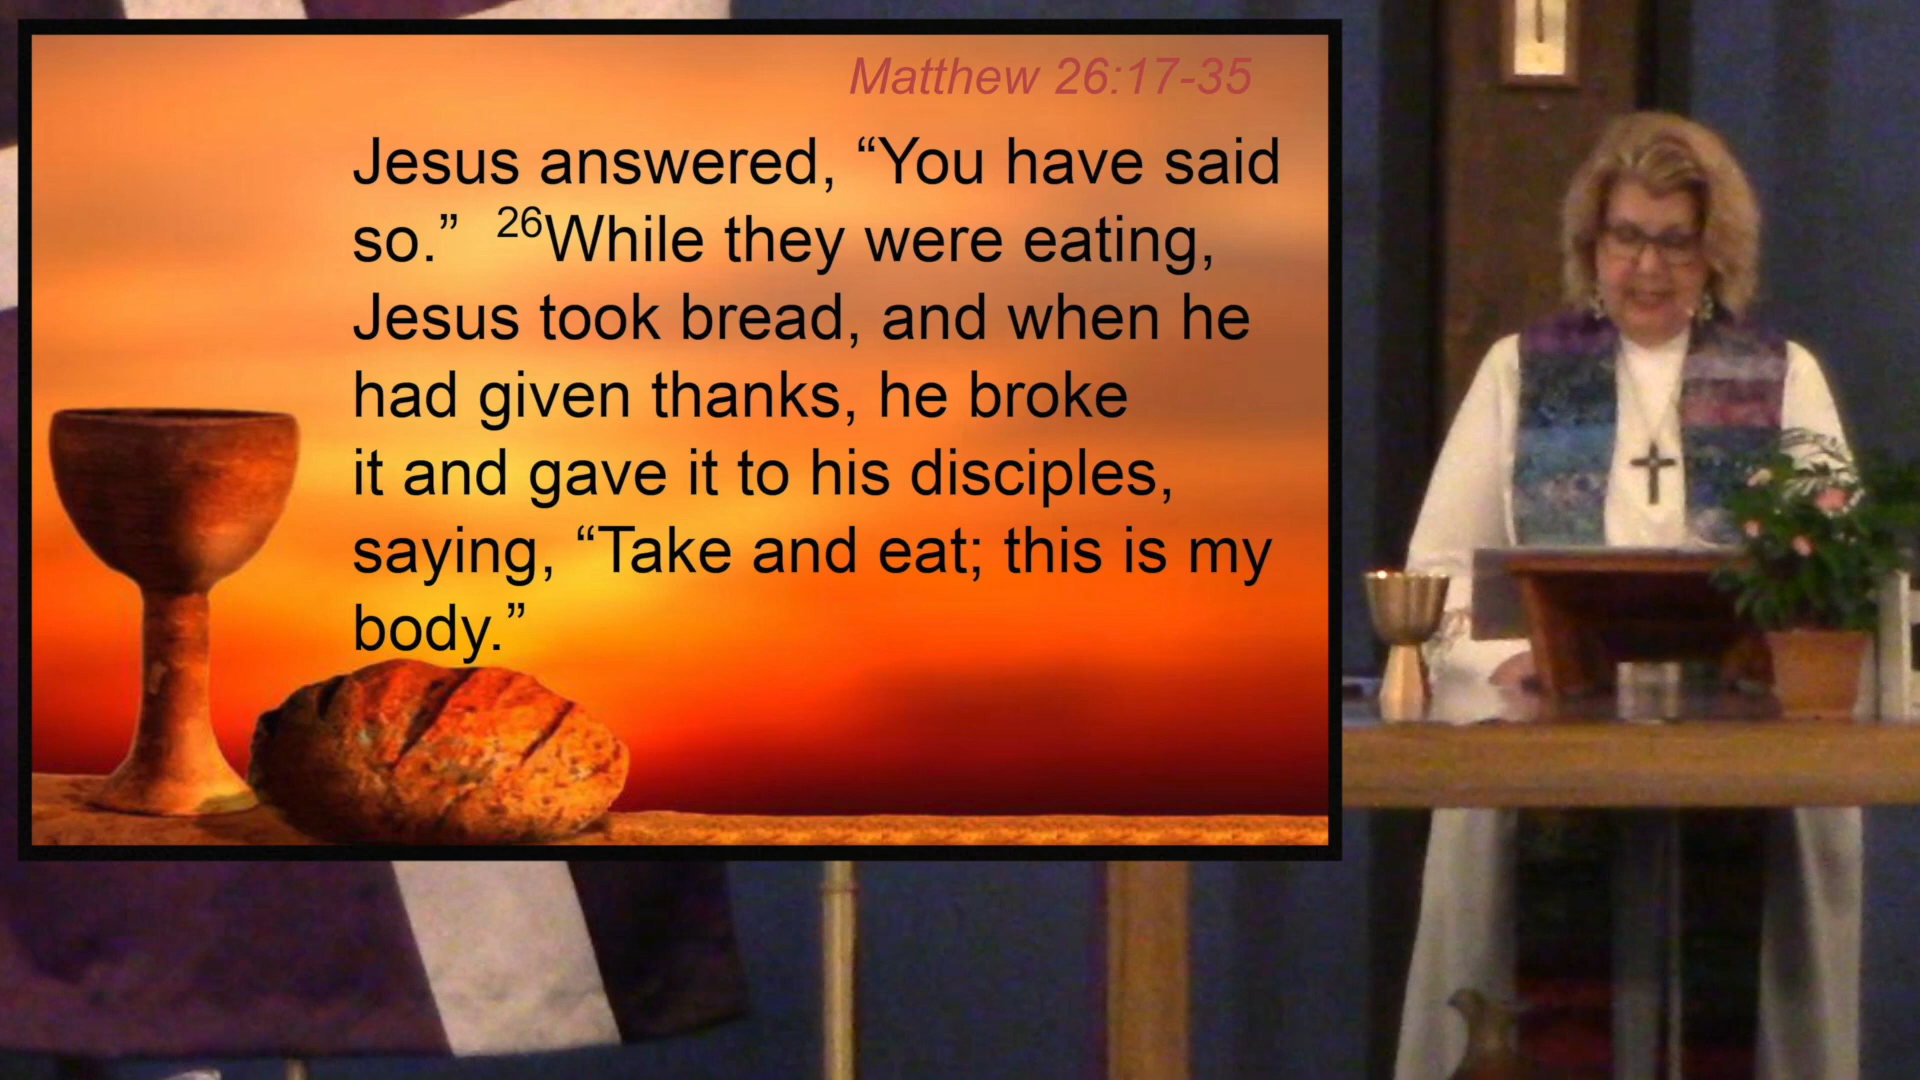 Matthew 26:17-35
Jesus answered, “You have said
so.” 26While they were eating,
Jesus took bread, and when he
had given thanks, he broke
it and gave it to his disciples,
saying, “Take and eat; this is my
body.”